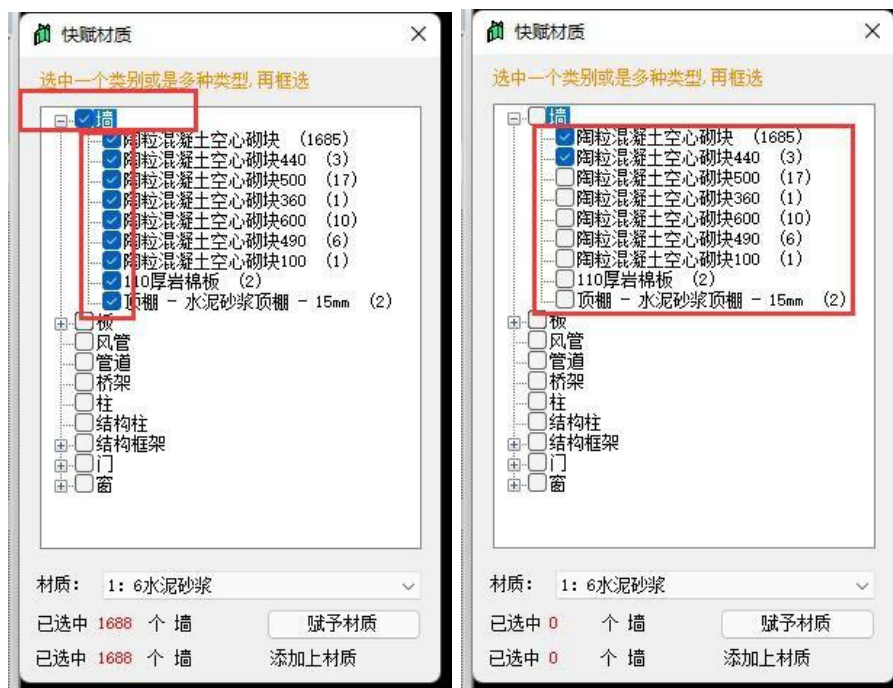 快赋材质
选中一个类别或是多种类型,再框选
墙
陶粒混凝土空心砌块 (1685)
陶粒混凝土空心砌块440 (3)
陶粒混凝土空心砌块500 (17)
陶粒混凝土空心砌块360 (1)
陶粒混凝土空心砌块600 (10)
陶粒混凝土空心砌块490 (6)
陶粒混凝土空心砌块100 (1)
110厚岩棉板 (2)
顶棚 - 水泥砂浆顶棚 - 15mm (2)
板
风管
管道
桥架
柱
结构柱
结构框架
门
窗
材质: 1: 6水泥砂浆
已选中 1688 个 墙 赋予材质
已选中 1688 个 墙 添加上材质
快赋材质
选中一个类别或是多种类型,再框选
墙
陶粒混凝土空心砌块 (1685)
陶粒混凝土空心砌块440 (3)
陶粒混凝土空心砌块500 (17)
陶粒混凝土空心砌块360 (1)
陶粒混凝土空心砌块600 (10)
陶粒混凝土空心砌块490 (6)
陶粒混凝土空心砌块100 (1)
110厚岩棉板 (2)
顶棚 - 水泥砂浆顶棚 - 15mm (2)
板
风管
管道
桥架
柱
结构柱
结构框架
门
窗
材质: 1: 6水泥砂浆
已选中 0 个 墙 赋予材质
已选中 0 个 墙 添加上材质